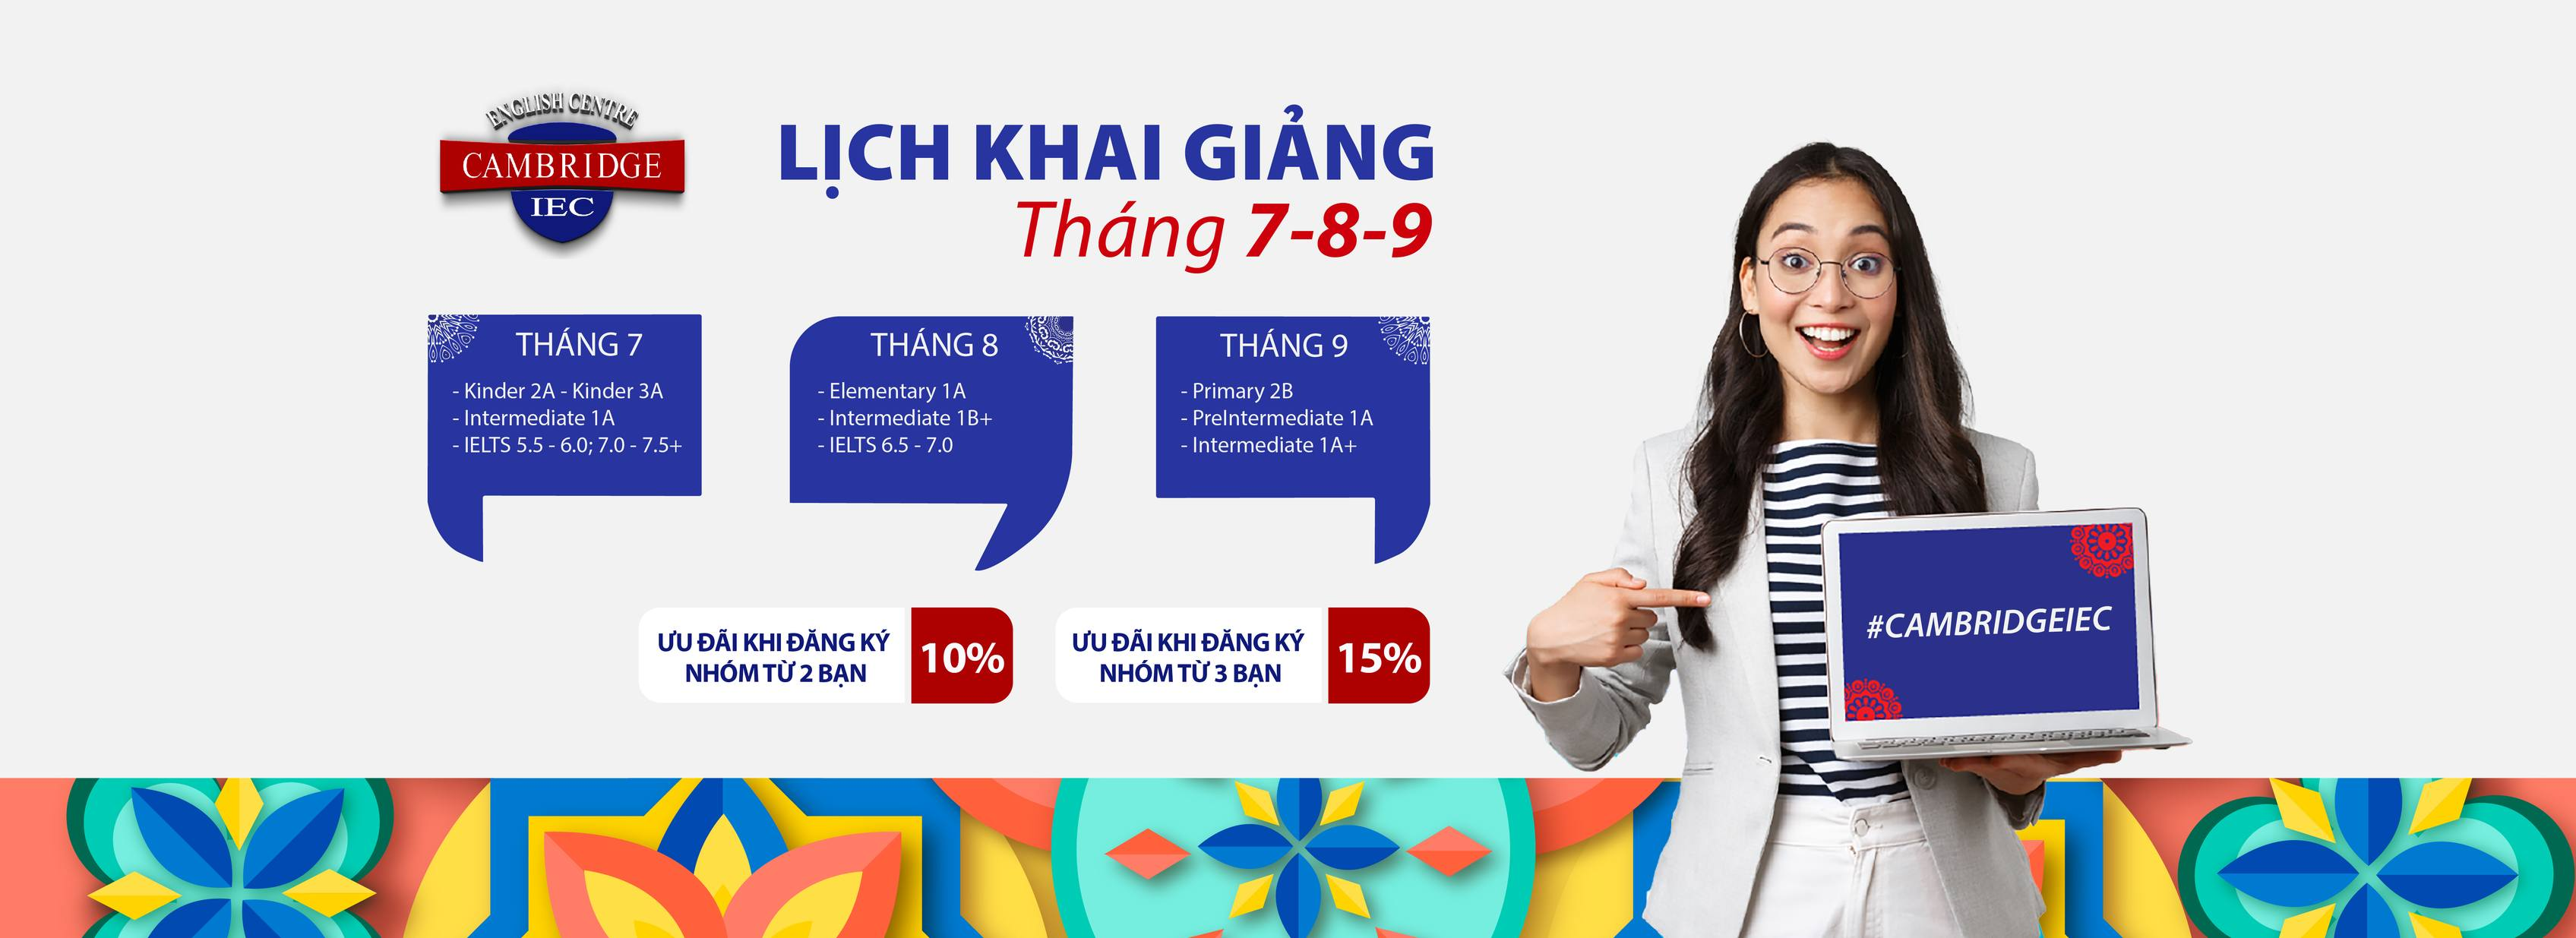 ENGLISH CENTRE
CAMBRIDGE
IEC
LỊCH KHAI GIẢNG
Tháng 7-8-9
THÁNG 7
- Kinder 2A - Kinder 3A
- Intermediate 1A
- IELTS 5.5 - 6.0; 7.0 - 7.5+
THÁNG 8
- Elementary 1A
- Intermediate 1B+
- IELTS 6.5 - 7.0
THÁNG 9
- Primary 2B
- PreIntermediate 1A
- Intermediate 1A+
ƯU ĐÃI KHI ĐĂNG KÝ
NHÓM TỪ 2 BẠN
10%
ƯU ĐÃI KHI ĐĂNG KÝ
NHÓM TỪ 3 BẠN
15%
#CAMBRIDGEIEC